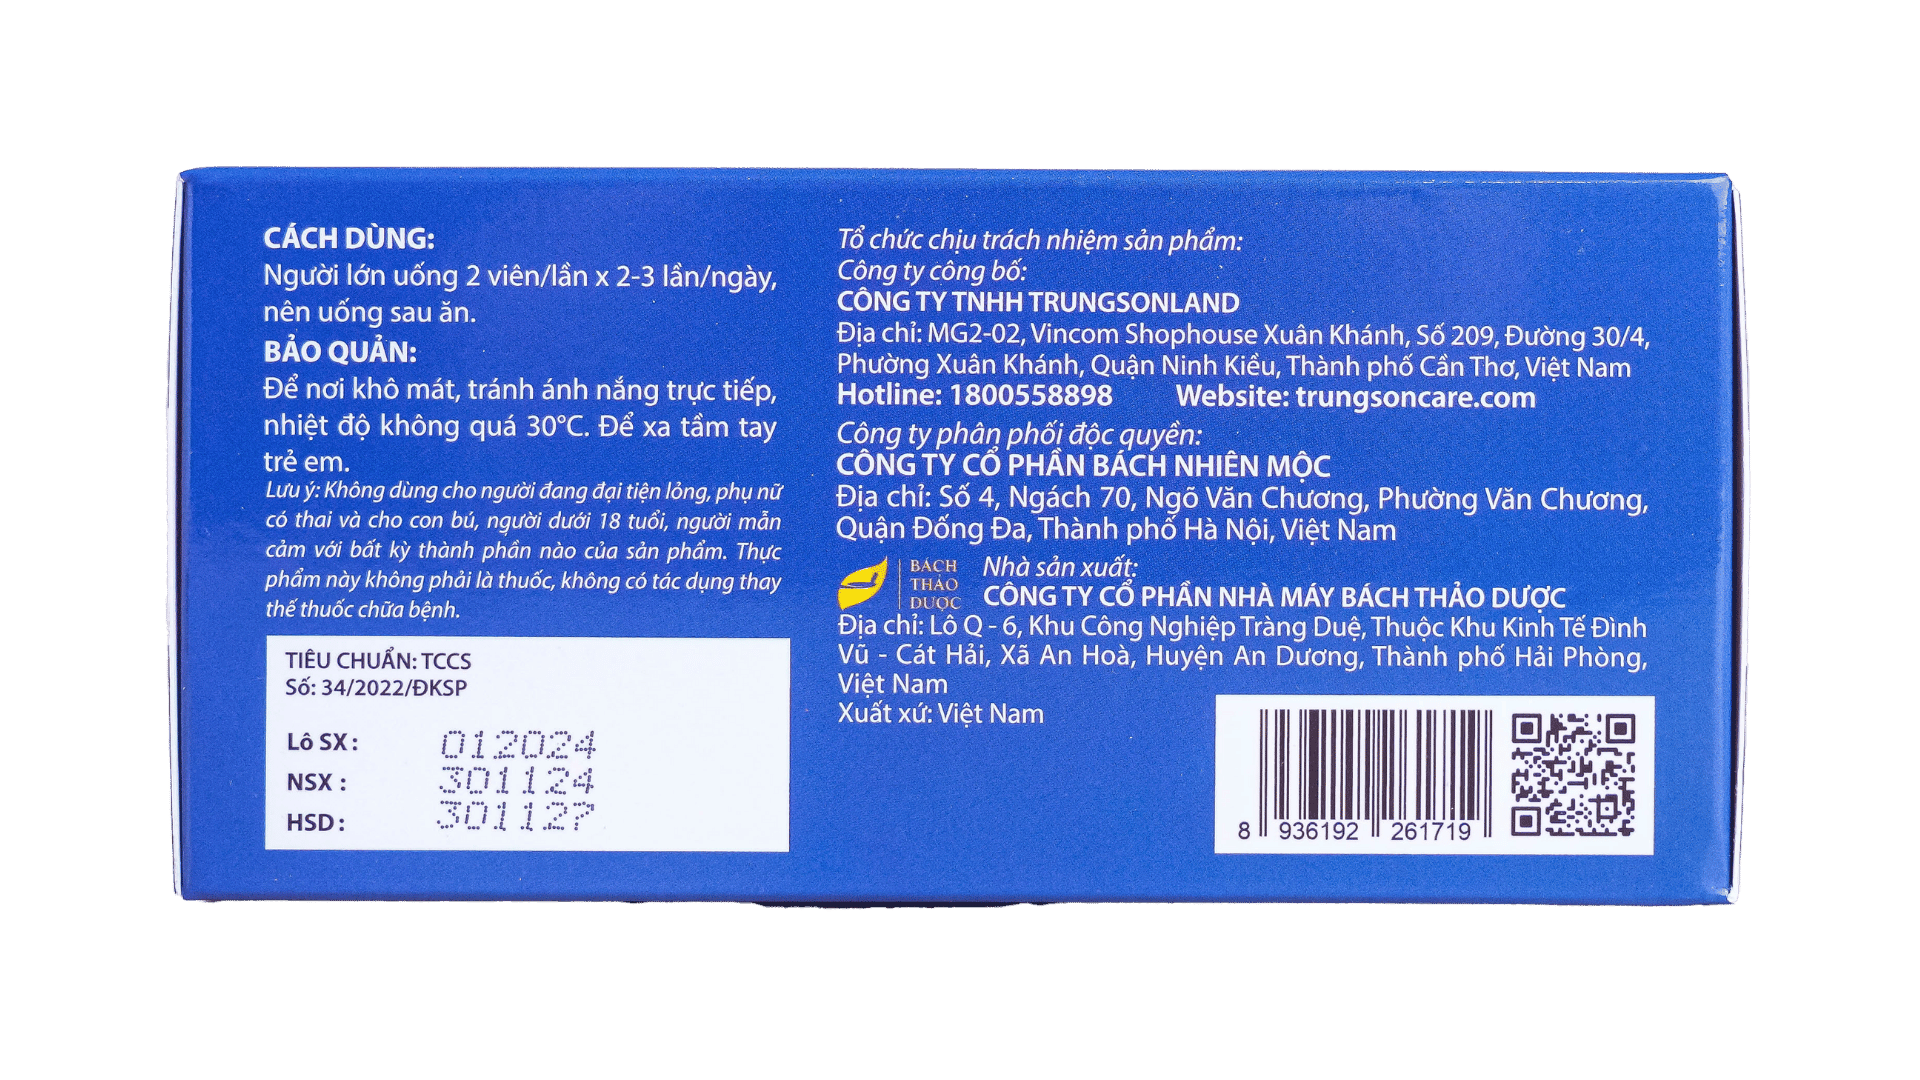 CÁCH DÙNG:
Người lớn uống 2 viên/lần x 2-3 lần/ngày,
nên uống sau ăn.
BẢO QUẢN:
Để nơi khô mát, tránh ánh nắng trực tiếp,
nhiệt độ không quá 30°C. Để xa tầm tay
trẻ em.
Lưu ý: Không dùng cho người đang đại tiện lỏng, phụ nữ
có thai và cho con bú, người dưới 18 tuổi, người mẫn
cảm với bất kỳ thành phần nào của sản phẩm. Thực
phẩm này không phải là thuốc, không có tác dụng thay
thế thuốc chữa bệnh.
TIÊU CHUẨN: TCCS
Số: 34/2022/ĐKSP
Lô SX: 012024
NSX: 301124
HSD: 301127
Tổ chức chịu trách nhiệm sản phẩm:
Công ty công bố:
CÔNG TY TNHH TRUNGSONLAND
Địa chỉ: MG2-02, Vincom Shophouse Xuân Khánh, Số 209, Đường 30/4,
Phường Xuân Khánh, Quận Ninh Kiều, Thành phố Cần Thơ, Việt Nam
Hotline: 1800558898 Website: trungsoncare.com
Công ty phân phối độc quyền:
CÔNG TY CỔ PHẦN BÁCH NHIÊN MỘC
Địa chỉ: Số 4, Ngách 70, Ngõ Văn Chương, Phường Văn Chương,
Quận Đống Đa, Thành phố Hà Nội, Việt Nam
BÁCH
THẢO
DƯỢC
Nhà sản xuất:
CÔNG TY CỔ PHẦN NHÀ MÁY BÁCH THẢO DƯỢC
Địa chỉ: Lô Q - 6, Khu Công Nghiệp Tràng Duệ, Thuộc Khu Kinh Tế Đình
Vũ - Cát Hải, Xã An Hoà, Huyện An Dương, Thành phố Hải Phòng,
Việt Nam
Xuất xứ: Việt Nam
8 936192 261719